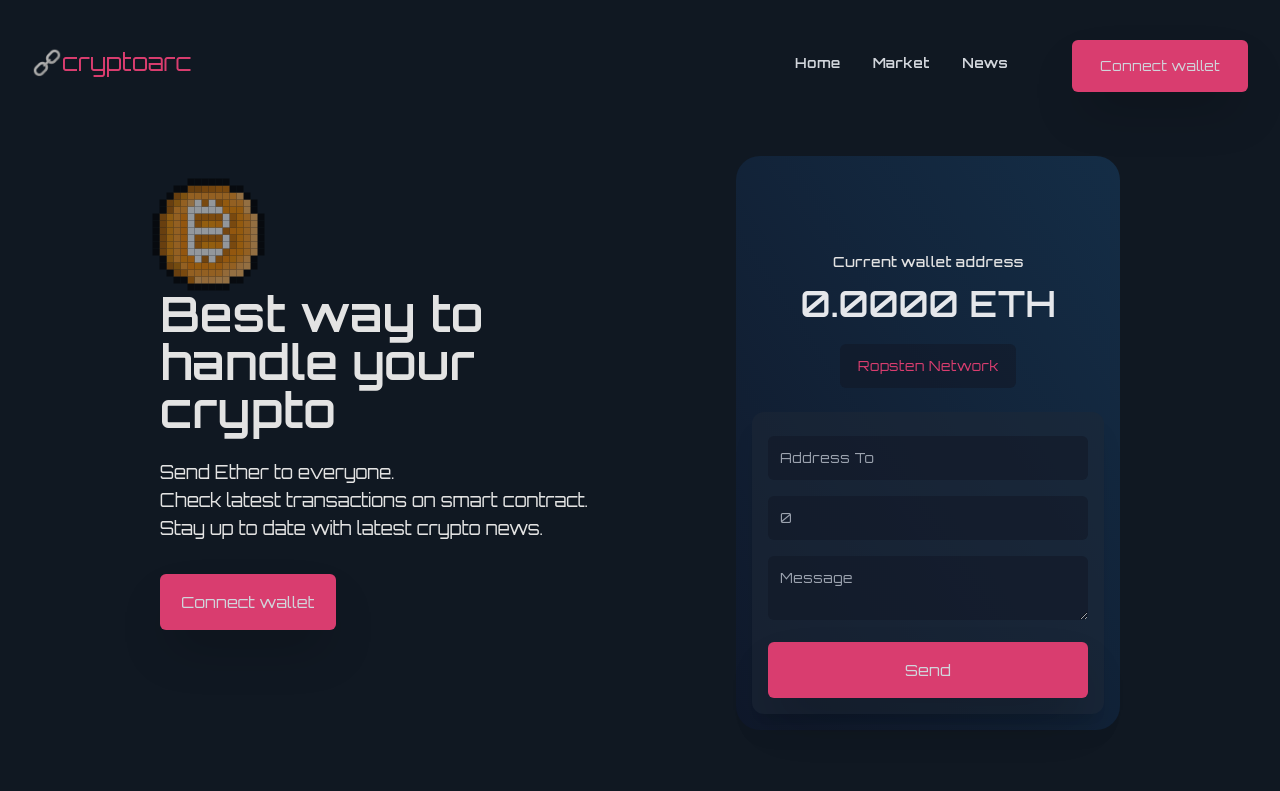 cryptoarc
Home
Market
News
Connect wallet
Best way to
handle your
crypto
Send Ether to everyone.
Check latest transactions on smart contract.
Stay up to date with latest crypto news.
Connect wallet
Current wallet address
0.0000 ETH
Ropsten Network
Address To
0
Message
Send